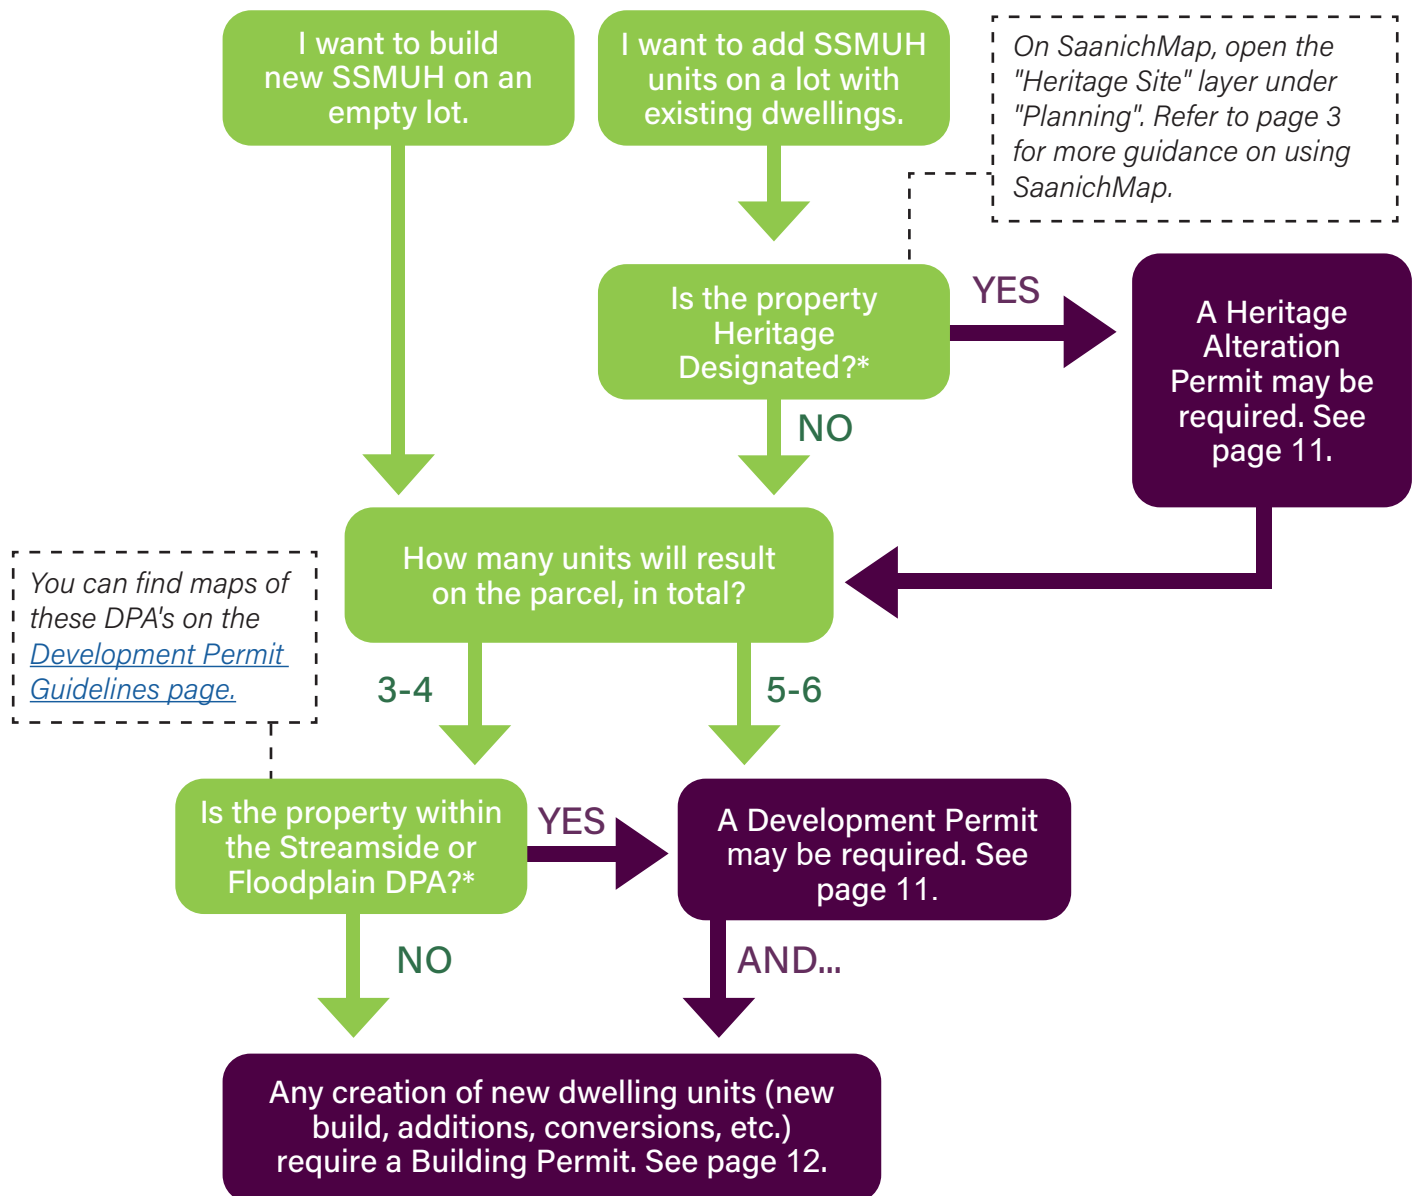 I want to build
new SSMUH on an
empty lot.
I want to add SSMUH
units on a lot with
existing dwellings.
On SaanichMap, open the
"Heritage Site" layer under
"Planning". Refer to page 3
for more guidance on using
SaanichMap.
Is the property
Heritage
Designated?*
YES
A Heritage
Alteration
Permit may be
required. See
page 11.
NO
How many units will result
on the parcel, in total?
You can find maps of
these DPA's on the
Development Permit
Guidelines page.
3-4
5-6
Is the property within
the Streamside or
Floodplain DPA?*
YES
A Development Permit
may be required. See
page 11.
NO
AND...
Any creation of new dwelling units (new
build, additions, conversions, etc.)
require a Building Permit. See page 12.